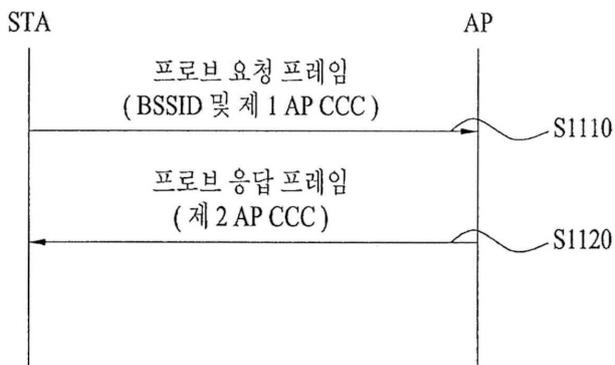 STA
AP
프로브 요청 프레임
( BSSID 및 제 1 AP CCC )
S1110
프로브 응답 프레임
( 제 2 AP CCC )
S1120